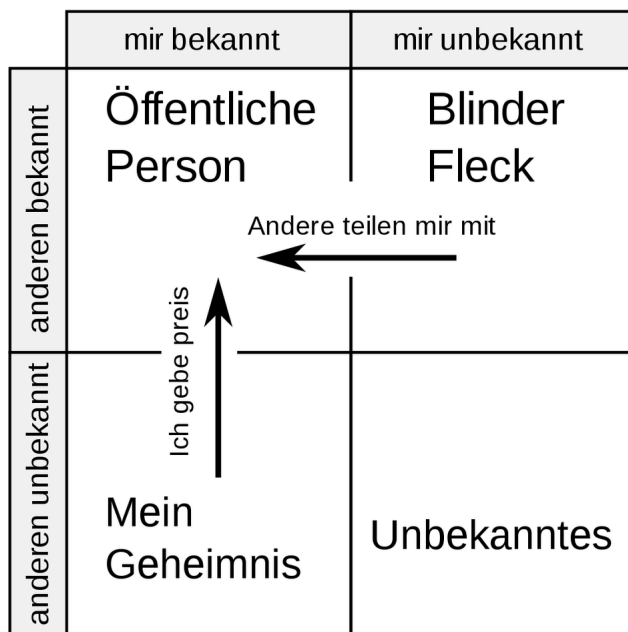 mir bekannt
mir unbekannt
anderen bekannt
Öffentliche
Person
Blinder
Fleck
Andere teilen mir mit
Ich gebe preis
anderen unbekannt
Mein
Geheimnis
Unbekanntes